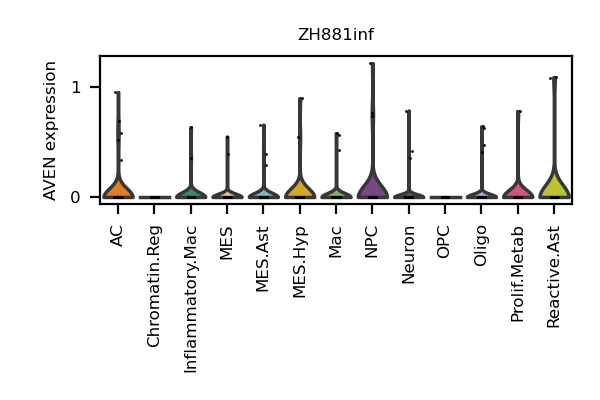 ZH881inf
AVEN expression
1
0
AC
Chromatin.Reg
Inflammatory.Mac
MES
MES.Ast
MES.Hyp
Mac
NPC
Neuron
OPC
Oligo
Prolif.Metab
Reactive.Ast